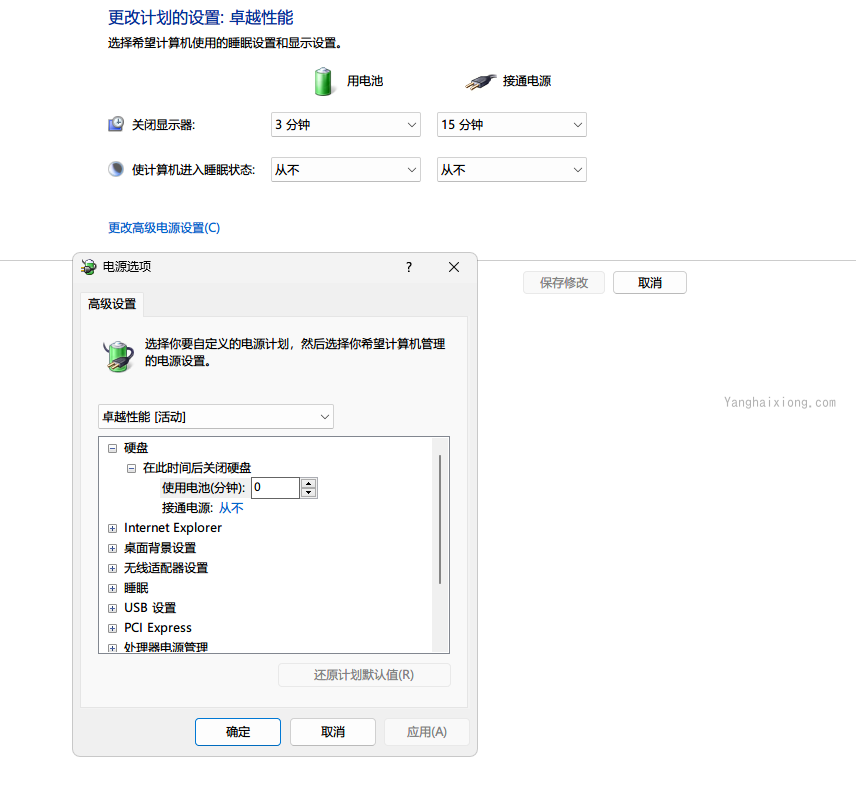 更改计划的设置: 卓越性能
选择希望计算机使用的睡眠设置和显示设置。
用电池 接通电源
关闭显示器: 3 分钟 15 分钟
使计算机进入睡眠状态: 从不 从不
更改高级电源设置(C)
保存修改 取消
电源选项 ?
高级设置
选择你要自定义的电源计划，然后选择你希望计算机管理
的电源设置。
Yanghaixiong.com
卓越性能 [活动]
硬盘
在此时间后关闭硬盘
使用电池(分钟): 0
接通电源: 从不
Internet Explorer
桌面背景设置
无线适配器设置
睡眠
USB 设置
PCI Express
处理器电源管理
还原计划默认值(R)
确定 取消 应用(A)